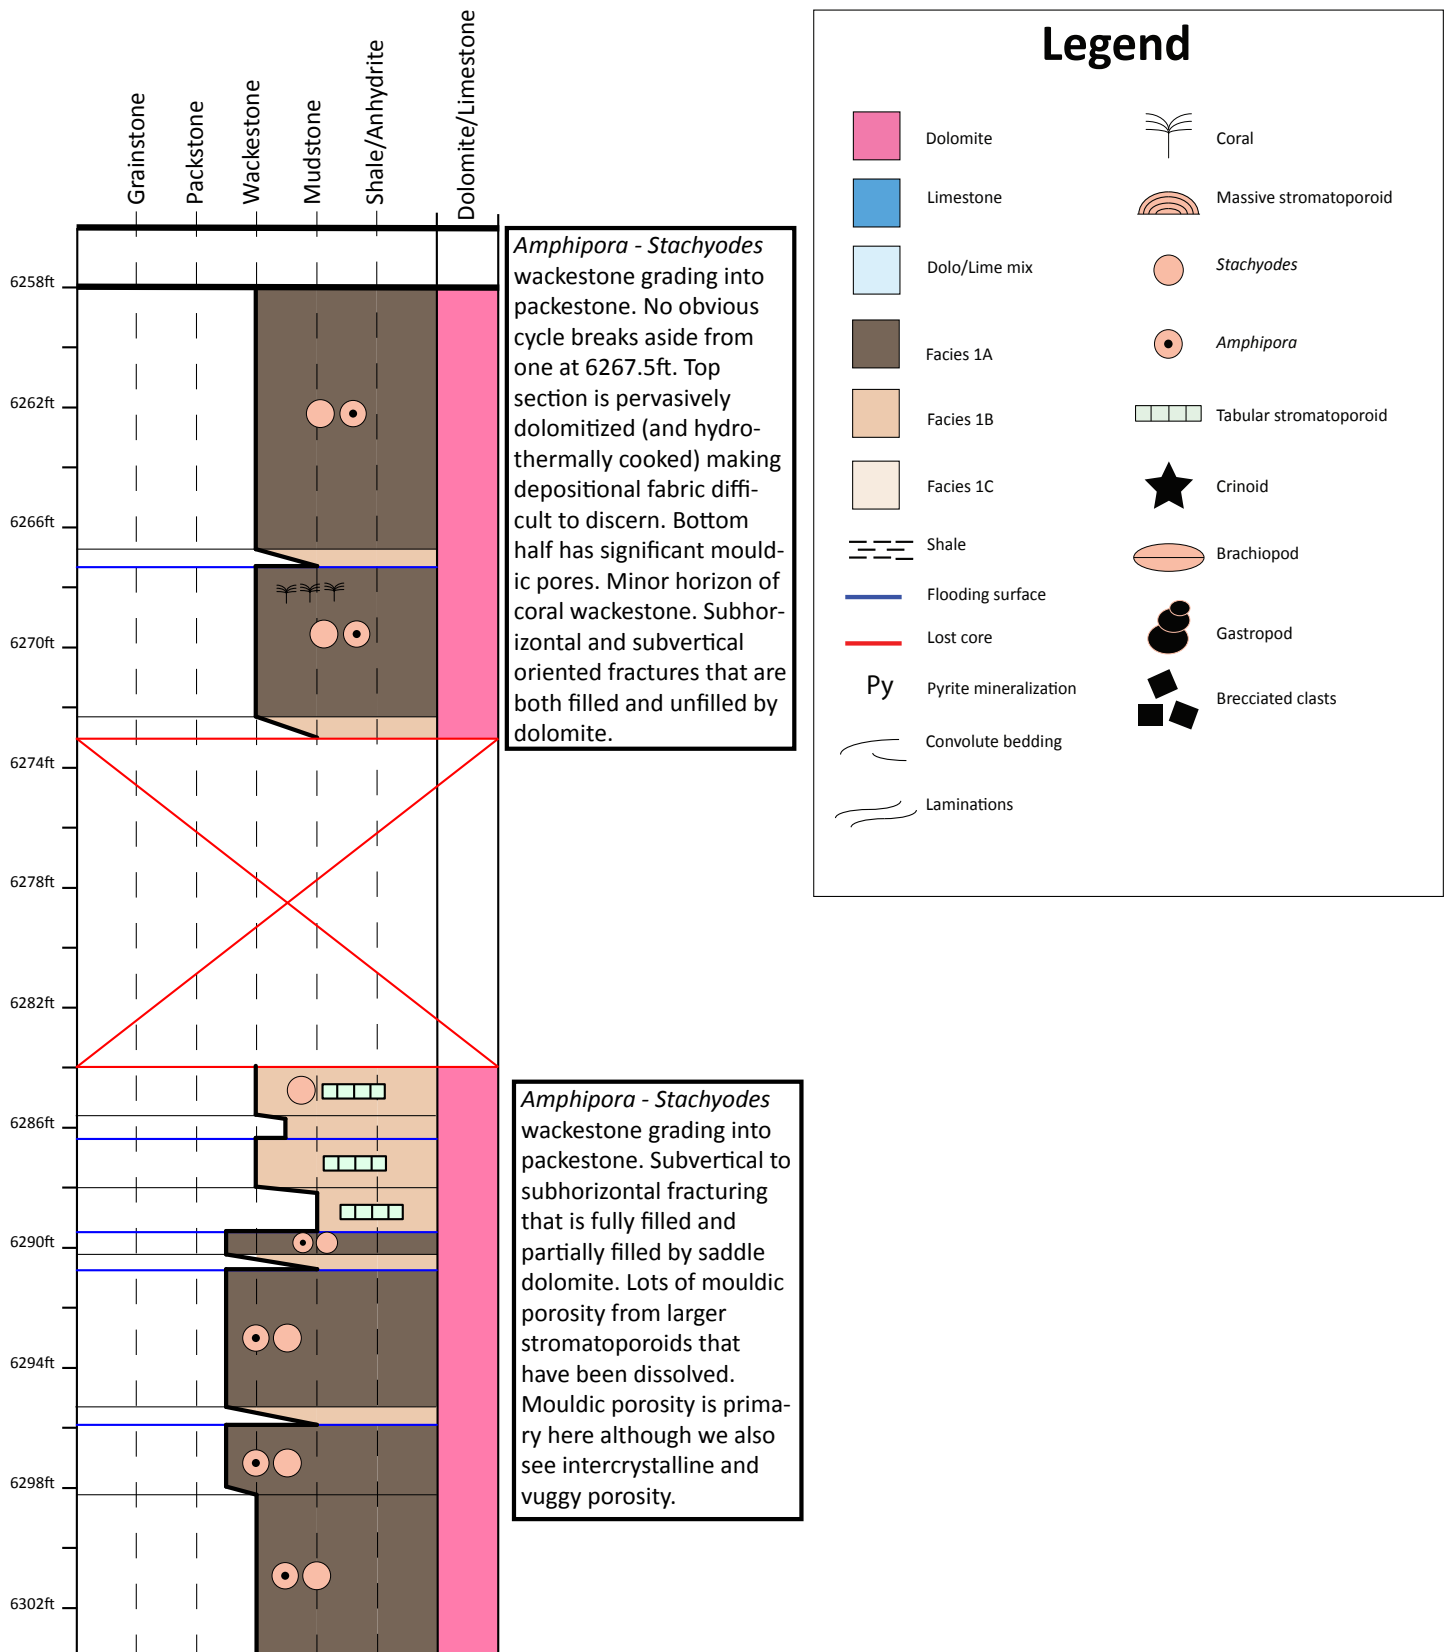 Grainstone
Packstone
Wackestone
Mudstone
Shale/Anhydrite
Dolomite/Limestone
6258ft
6262ft
6266ft
6270ft
6274ft
6278ft
6282ft
6286ft
6290ft
6294ft
6298ft
6302ft
Amphipora - Stachyodes
wackestone grading into
packestone. No obvious
cycle breaks aside from
one at 6267.5ft. Top
section is pervasively
dolomitized (and hydro-
thermally cooked) making
depositional fabric diffi-
cult to discern. Bottom
half has significant mould-
ic pores. Minor horizon of
coral wackestone. Subhor-
izontal and subvertical
oriented fractures that are
both filled and unfilled by
dolomite.
Amphipora - Stachyodes
wackestone grading into
packestone. Subvertical to
subhorizontal fracturing
that is fully filled and
partially filled by saddle
dolomite. Lots of mouldic
porosity from larger
stromatoporoids that
have been dissolved.
Mouldic porosity is prima-
ry here although we also
see intercrystalline and
vuggy porosity.
Legend
Dolomite
Limestone
Dolo/Lime mix
Facies 1A
Facies 1B
Facies 1C
Shale
Flooding surface
Lost core
Py Pyrite mineralization
Convolute bedding
Laminations
Coral
Massive stromatoporoid
Stachyodes
Amphipora
Tabular stromatoporoid
Crinoid
Brachiopod
Gastropod
Brecciated clasts